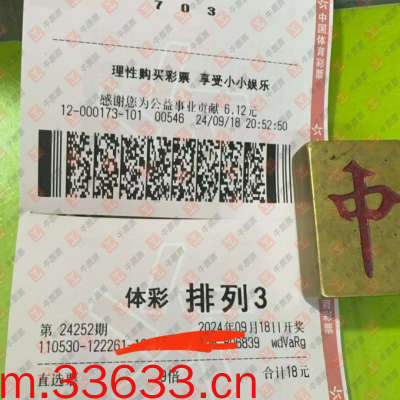 703
理性购买彩票 享受小小娱乐
感谢您为公益事业贡献 6.12元
12-000173-101 00546 24/09/18 20:52:50
中国体育彩票
中
体彩 排列3
第 24252期 2024年09月18日开奖
110530-122261- 806839 wdVaRg
直选票 9倍 合计18元
m.33633.cn